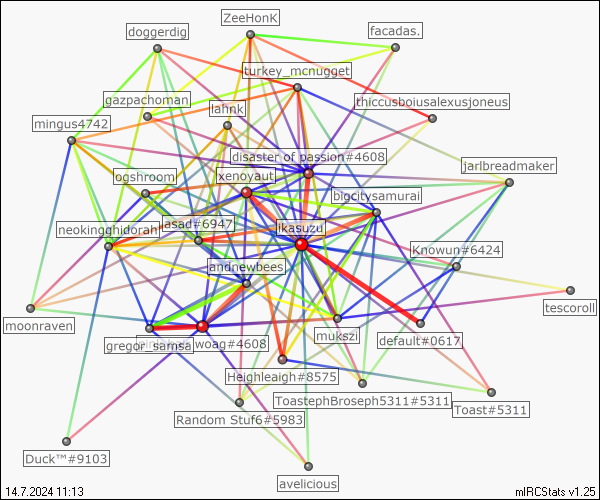 ZeeHonK
doggerdig
facadas.
turkey_mcnugget
gazpachoman
thiccusboiusalexusjoneus
lahnk
mingus4742
disaster of passion#4608
jarlbreadmaker
ogshroom
xenoyaut
bigcitysamurai
asad#6947
neokingghidorah
ikasuzu
Knowun#6424
andnewbees
tescoroll
moonraven
mukszi
default#0617
gregor_samsa
woag#4608
Heighleaigh#8575
ToastephBroseph5311#5311
Toast#5311
Random Stuf6#5983
Duck™#9103
avelicious
14.7.2024 11:13
mIRCStats v1.25